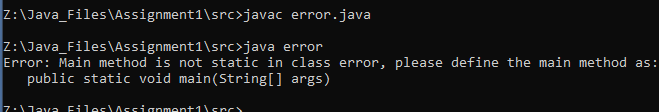 Z:\Java_Files\Assignment1\src>javac error.java
Z:\Java_Files\Assignment1\src>java error
Error: Main method is not static in class error, please define the main method as:
   public static void main(String[] args)
Z:\Java_Files\Assignment1\src>